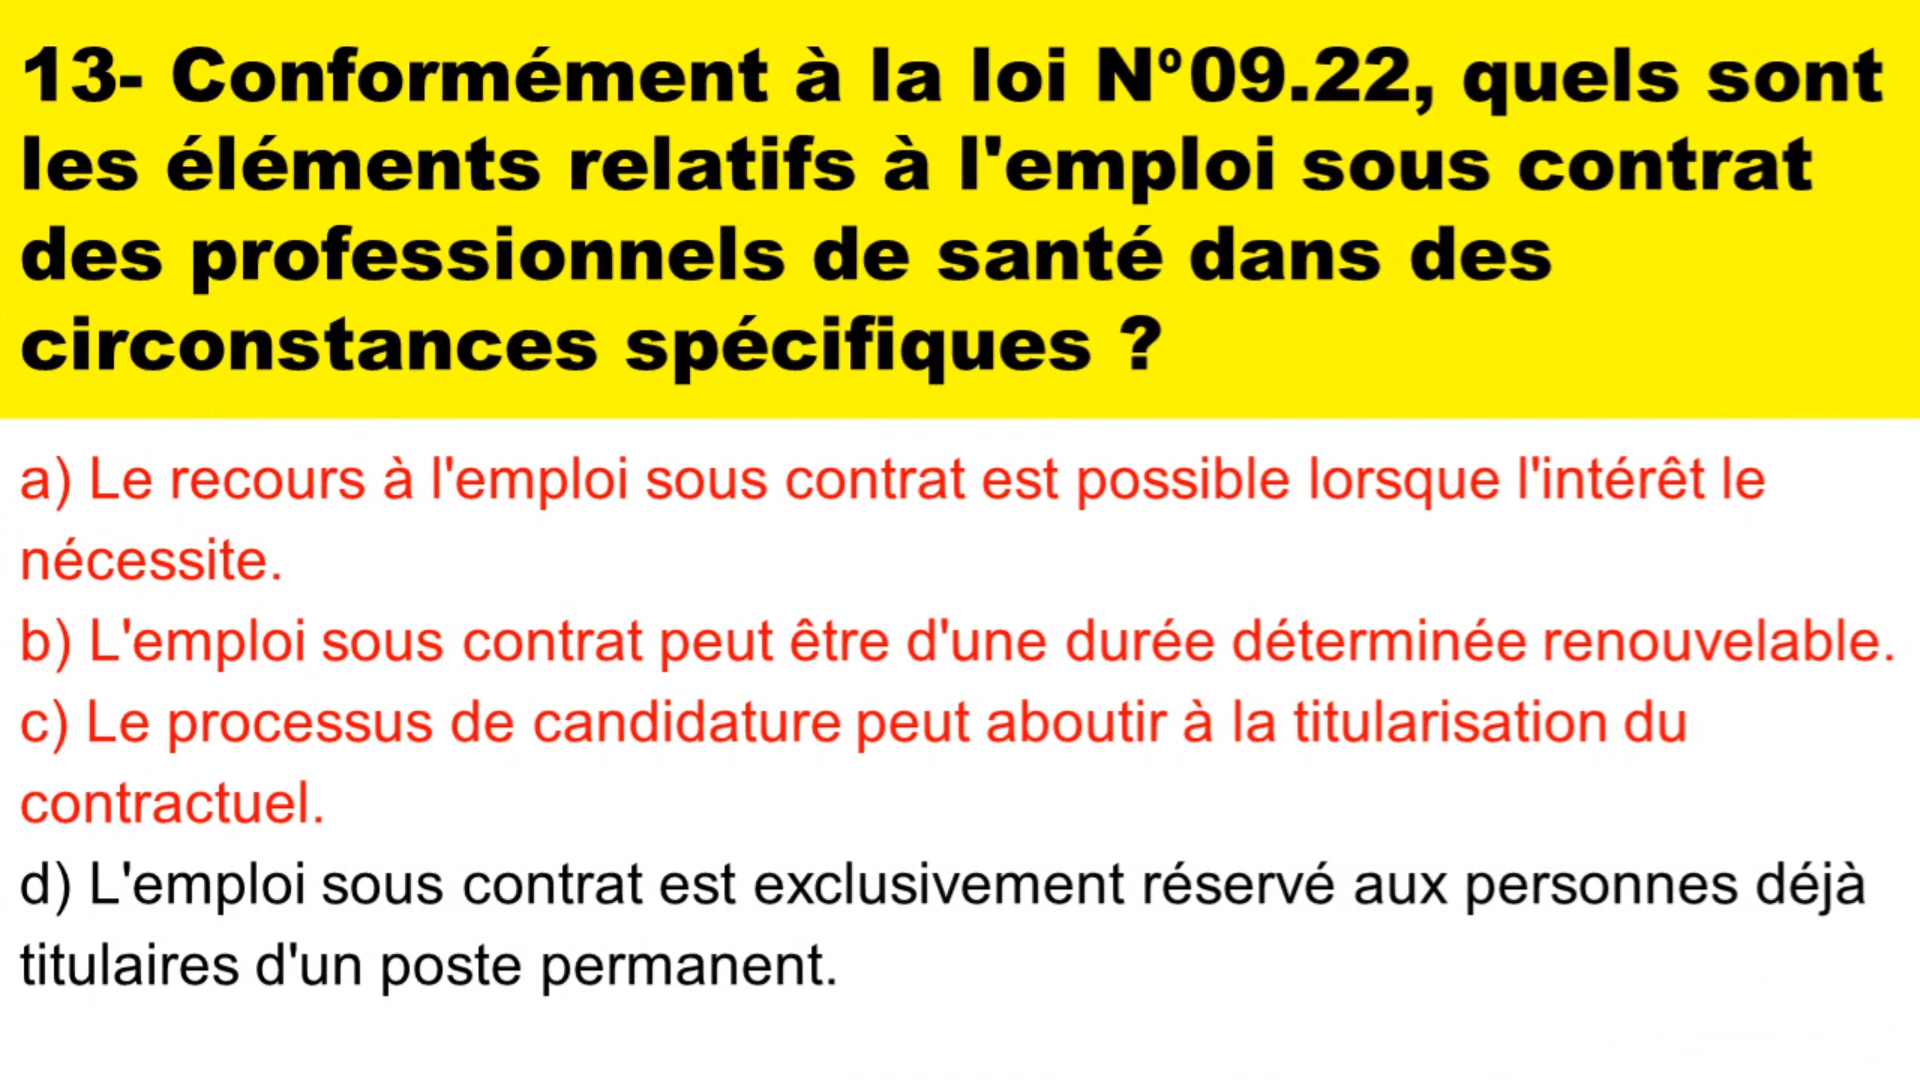 13- Conformément à la loi N°09.22, quels sont
les éléments relatifs à l'emploi sous contrat
des professionnels de santé dans des
circonstances spécifiques ?
a) Le recours à l'emploi sous contrat est possible lorsque l'intérêt le
nécessite.
b) L'emploi sous contrat peut être d'une durée déterminée renouvelable.
c) Le processus de candidature peut aboutir à la titularisation du
contractuel.
d) L'emploi sous contrat est exclusivement réservé aux personnes déjà
titulaires d'un poste permanent.